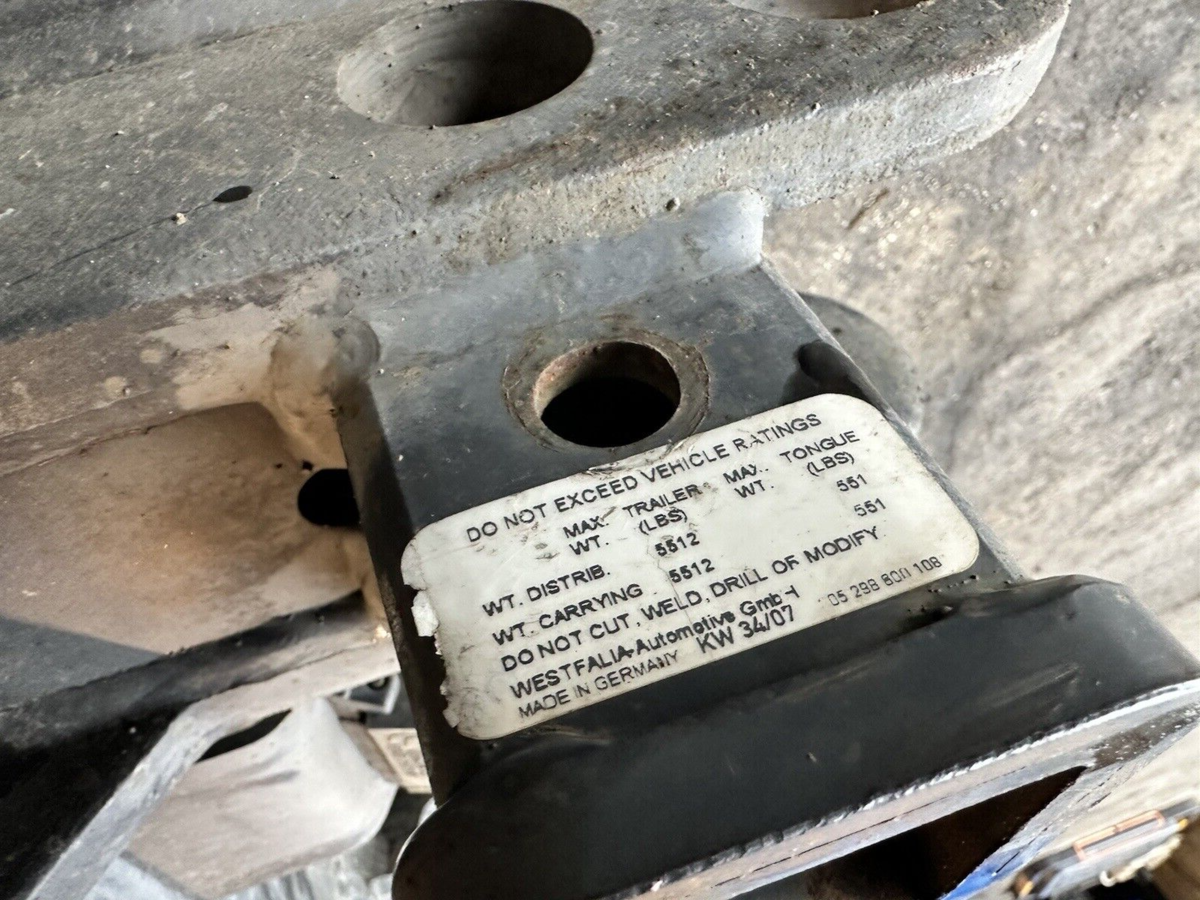 DO NOT EXCEED VEHICLE RATINGS
MAX. TRAILER MAX. TONGUE
WT. (LBS) WT. (LBS)
WT. DISTRIB. 5512 551
WT. CARRYING 5512 551
DO NOT CUT, WELD, DRILL OF MODIFY
WESTFALIA-Automotive GmbH
MADE IN GERMANY KW 34/07 05 298 800 108